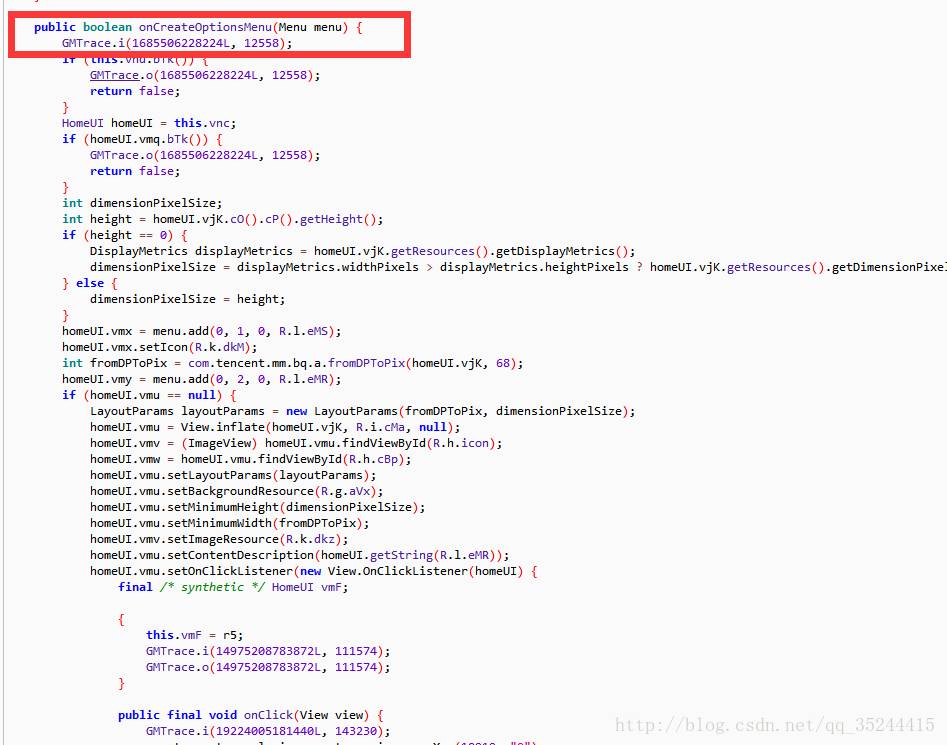 public boolean onCreateOptionsMenu(Menu menu) {
GMTrace.i(1685506228224L, 12558);
if (this.vnd.bTk()) {
GMTrace.o(1685506228224L, 12558);
return false;
}
HomeUI homeUI = this.vnc;
if (homeUI.vmq.bTk()) {
GMTrace.o(1685506228224L, 12558);
return false;
}
int dimensionPixelSize;
int height = homeUI.vjK.cO().cP().getHeight();
if (height == 0) {
DisplayMetrics displayMetrics = homeUI.vjK.getResources().getDisplayMetrics();
dimensionPixelSize = displayMetrics.widthPixels > displayMetrics.heightPixels ? homeUI.vjK.getResources().getDimensionPixel
} else {
dimensionPixelSize = height;
}
homeUI.vmx = menu.add(0, 1, 0, R.l.eMS);
homeUI.vmx.setIcon(R.k.dkM);
int fromDPToPix = com.tencent.mm.bq.a.fromDPToPix(homeUI.vjK, 68);
homeUI.vmy = menu.add(0, 2, 0, R.l.eMR);
if (homeUI.vmu == null) {
LayoutParams layoutParams = new LayoutParams(fromDPToPix, dimensionPixelSize);
homeUI.vmu = View.inflate(homeUI.vjK, R.i.cMa, null);
homeUI.vmv = (ImageView) homeUI.vmu.findViewById(R.h.icon);
homeUI.vmw = homeUI.vmu.findViewById(R.h.cBp);
homeUI.vmu.setLayoutParams(layoutParams);
homeUI.vmu.setBackgroundResource(R.g.aVx);
homeUI.vmu.setMinimumHeight(dimensionPixelSize);
homeUI.vmu.setMinimumWidth(fromDPToPix);
homeUI.vmv.setImageResource(R.k.dkz);
homeUI.vmu.setContentDescription(homeUI.getString(R.l.eMR));
homeUI.vmu.setOnClickListener(new View.OnClickListener(homeUI) {
final /* synthetic */ HomeUI vmF;
{
this.vmF = r5;
GMTrace.i(14975208783872L, 111574);
GMTrace.o(14975208783872L, 111574);
}
public final void onClick(View view) {
GMTrace.i(19224005181440L, 143230);
http://blog.csdn.net/qq_35244415